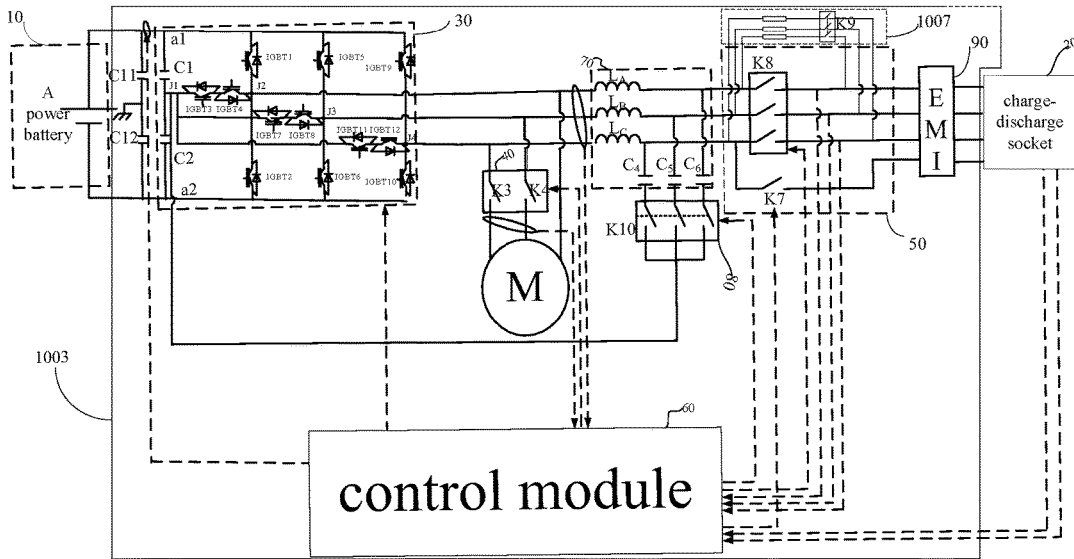 10
A
power
battery
C11
C12
a1
C1
C2
a2
J1
IGBT1
IGBT5
IGBT9
30
J2
IGBT3
IGBT4
J3
IGBT7
IGBT8
IGBT11
IGBT12
J4
IGBT2
IGBT6
IGBT10
40
K3
K4
M
70
LA
LB
LC
C4
C5
C6
K10
80
K9
1007
K8
K7
50
90
E
M
I
20
charge-
discharge
socket
1003
60
control module